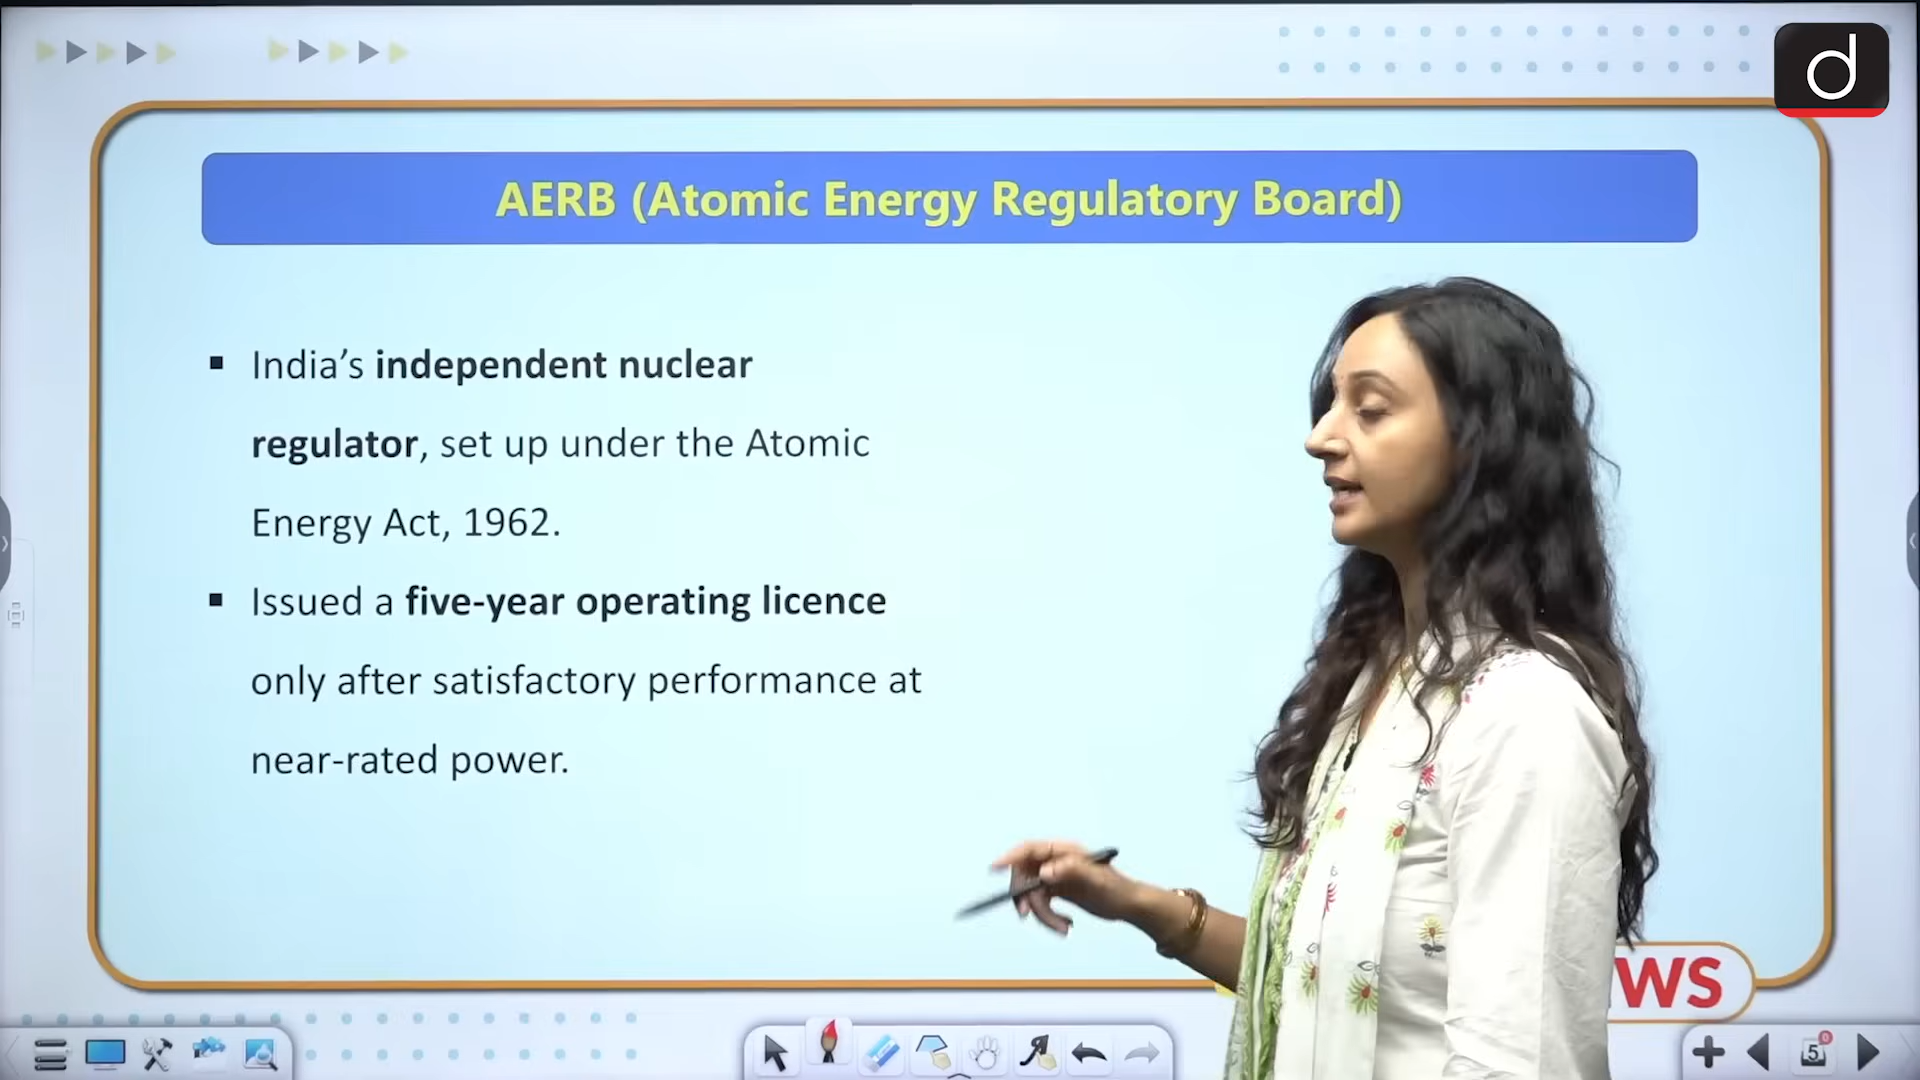 d
AERB (Atomic Energy Regulatory Board)
▪ India’s independent nuclear
regulator, set up under the Atomic
Energy Act, 1962.
▪ Issued a five-year operating licence
only after satisfactory performance at
near-rated power.
WS
5
0